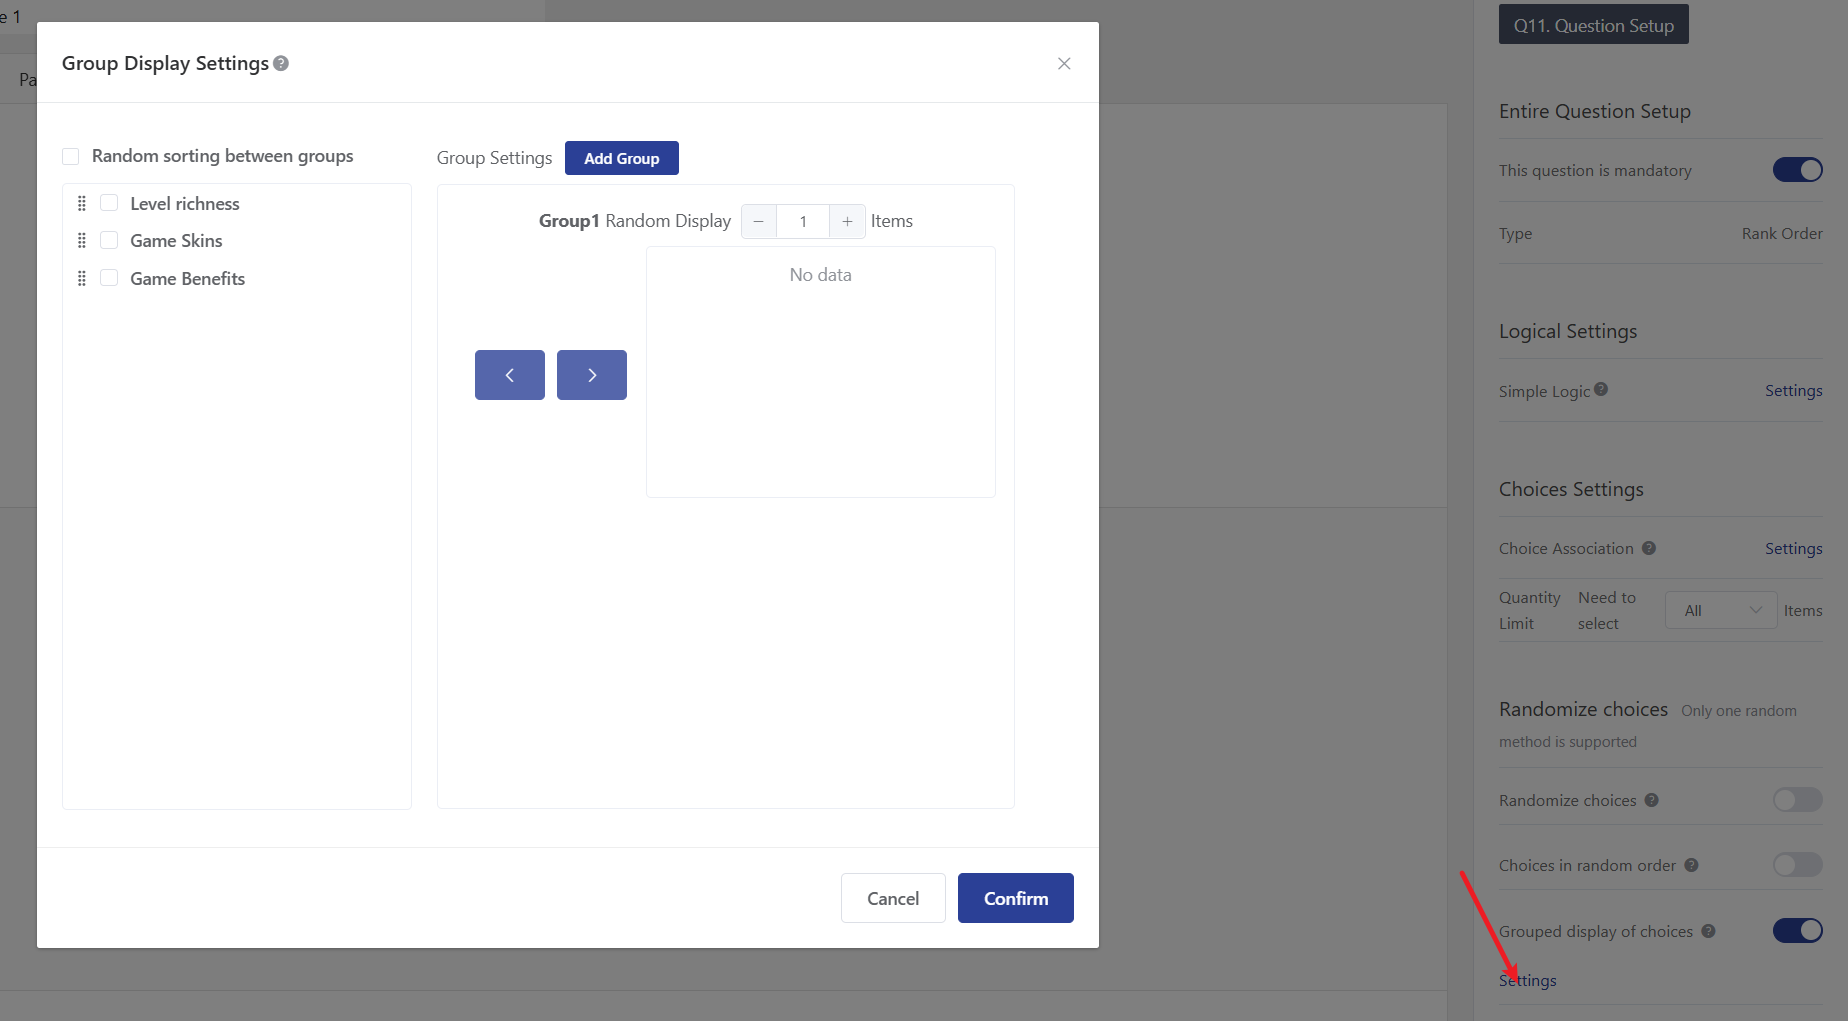 e 1
Pa
Group Display Settings
Random sorting between groups
Level richness
Game Skins
Game Benefits
Group Settings
Add Group
Group1 Random Display
1
Items
No data
Cancel
Confirm
Q11. Question Setup
Entire Question Setup
This question is mandatory
Type
Rank Order
Logical Settings
Simple Logic
Settings
Choices Settings
Choice Association
Settings
Quantity
Limit
Need to
select
All
Items
Randomize choices Only one random
method is supported
Randomize choices
Choices in random order
Grouped display of choices
Settings